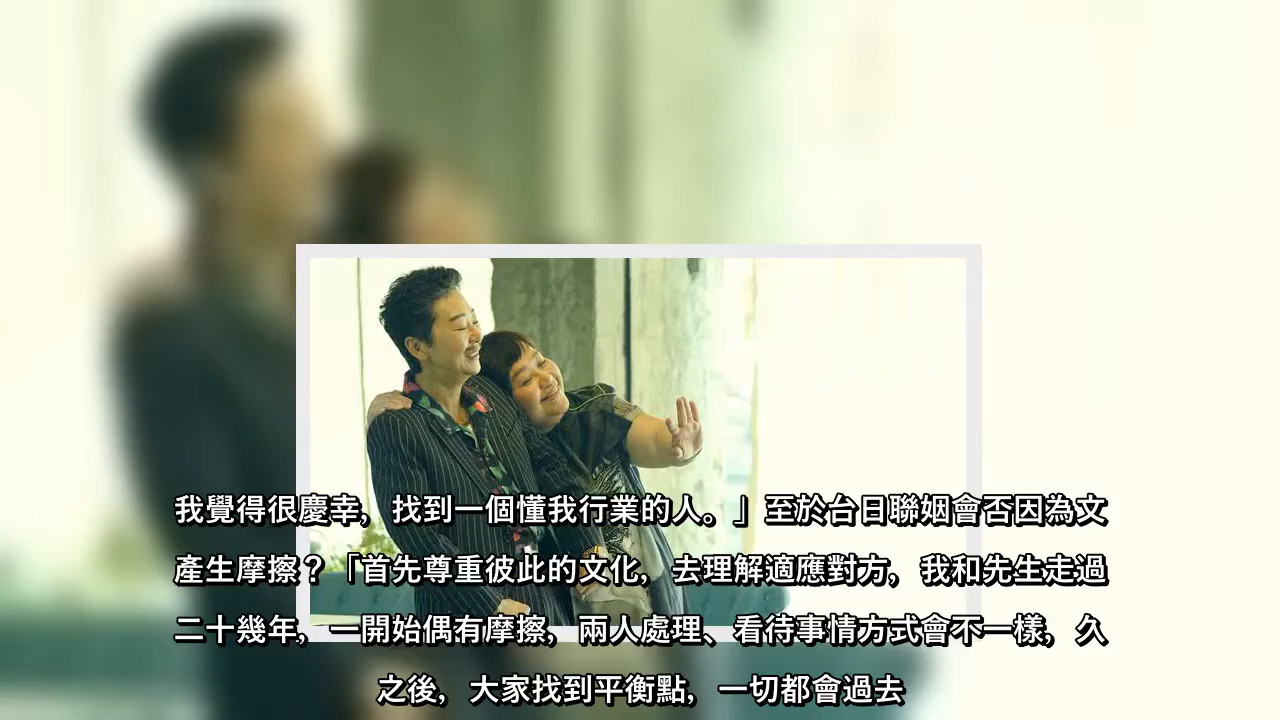 我覺得很慶幸，找到一個懂我行業的人。」至於台日聯姻會否因為文
產生摩擦？「首先尊重彼此的文化，去理解適應對方，我和先生走過
二十幾年，一開始偶有摩擦，兩人處理、看待事情方式會不一樣，久
之後，大家找到平衡點，一切都會過去